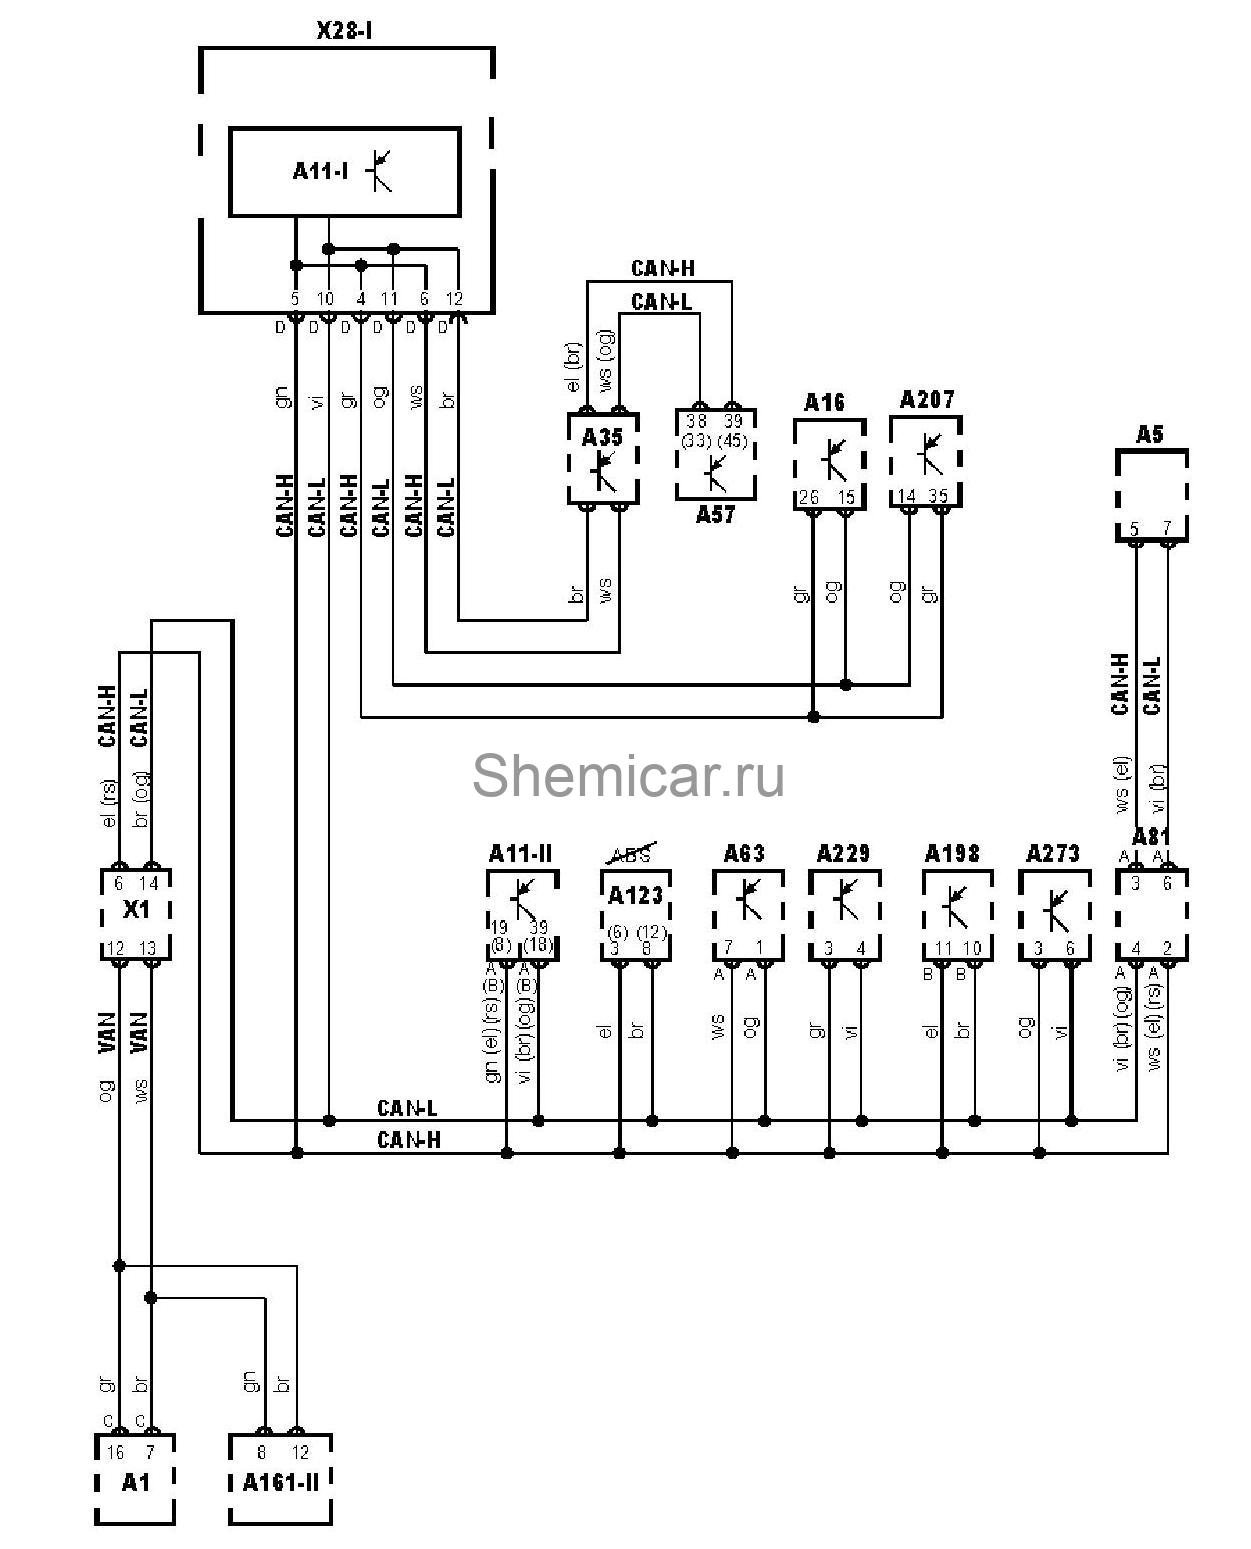 X28-I
A11-I
5 10 4 11 6 12
D D D D D D
gn vi gr og ws br
CAN-H CAN-L CAN-H CAN-L CAN-H CAN-L
CAN-H
CAN-L
el (br) ws (og)
A35
38 39
(33) (45)
A57
br ws
A16
26 15
gr og
A207
14 35
og gr
A5
5 7
CAN-H CAN-L
ws (el) vi (br)
CAN-H CAN-L
el (rs) br (og)
Shemicar.ru
6 14
X1
12 13
VAN VAN
og ws
A11-II
19 39
(8) (18)
A A
(B) (B)
gn (el) (rs) vi (br) (og)
ABS
A123
(6) (12)
3 8
el br
A63
7 1
A A
ws og
A229
3 4
gr vi
A198
11 10
B B
el br
A273
3 6
og vi
A81
A A
3 6
4 2
A A
vi (br) (og) ws (el) (rs)
CAN-L
CAN-H
gr br gn br
C C
16 7
A1
8 12
A161-II